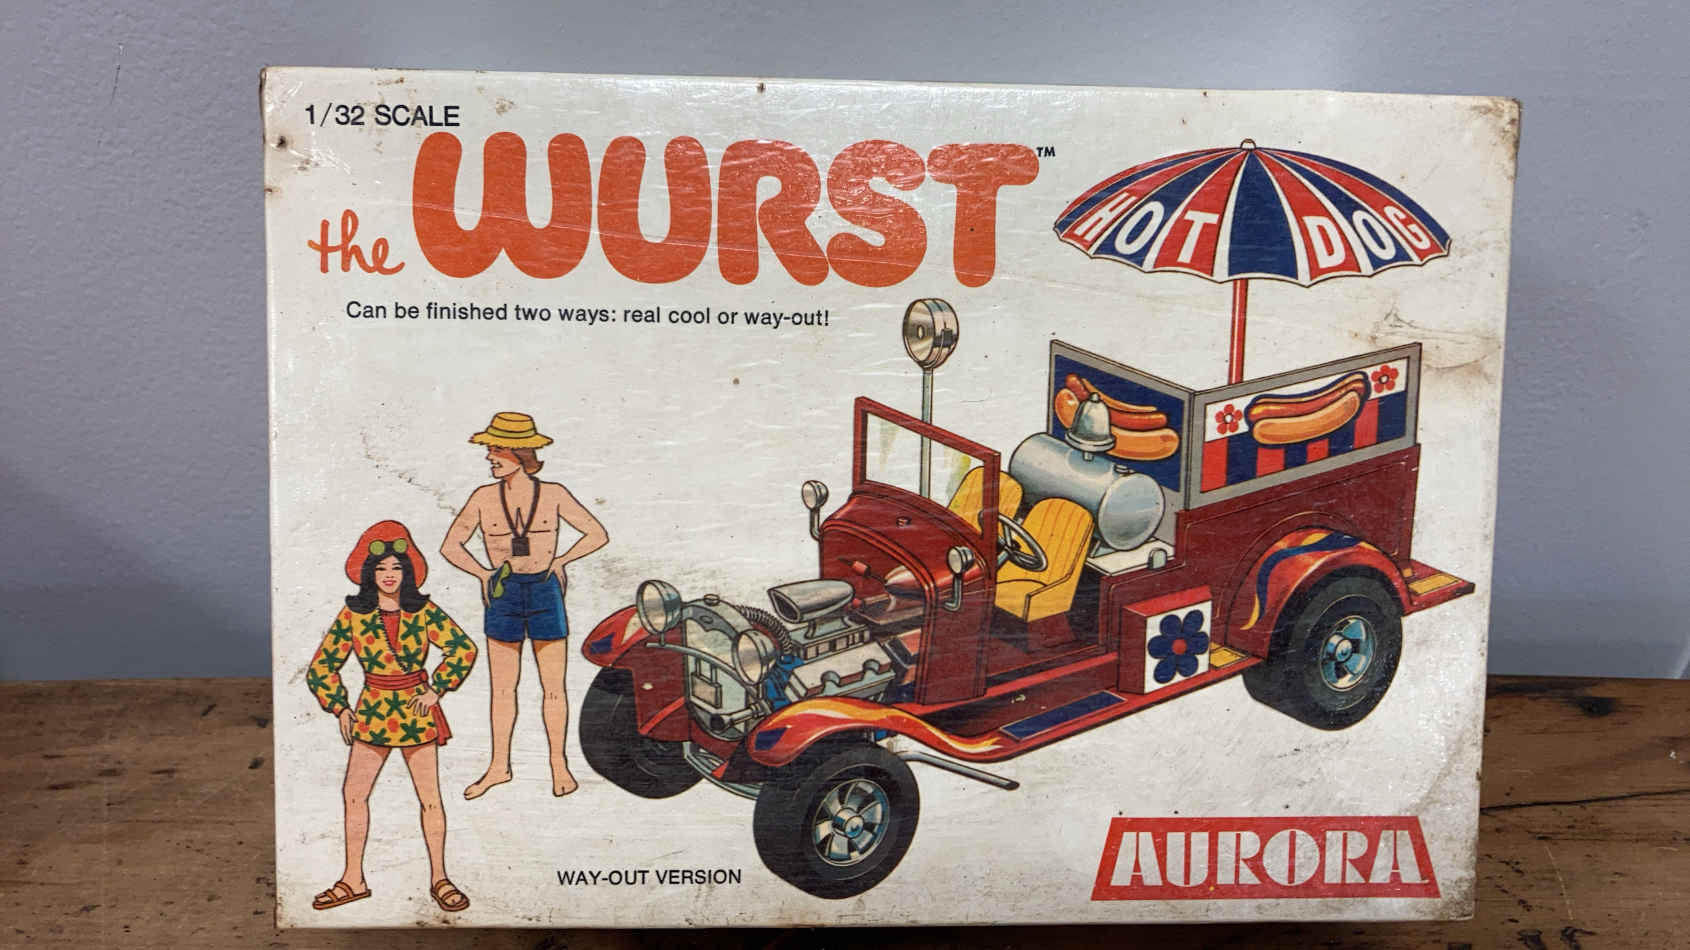 1/32 SCALE
the WURST™
Can be finished two ways: real cool or way-out!
HOT DOG
WAY-OUT VERSION
AURORA